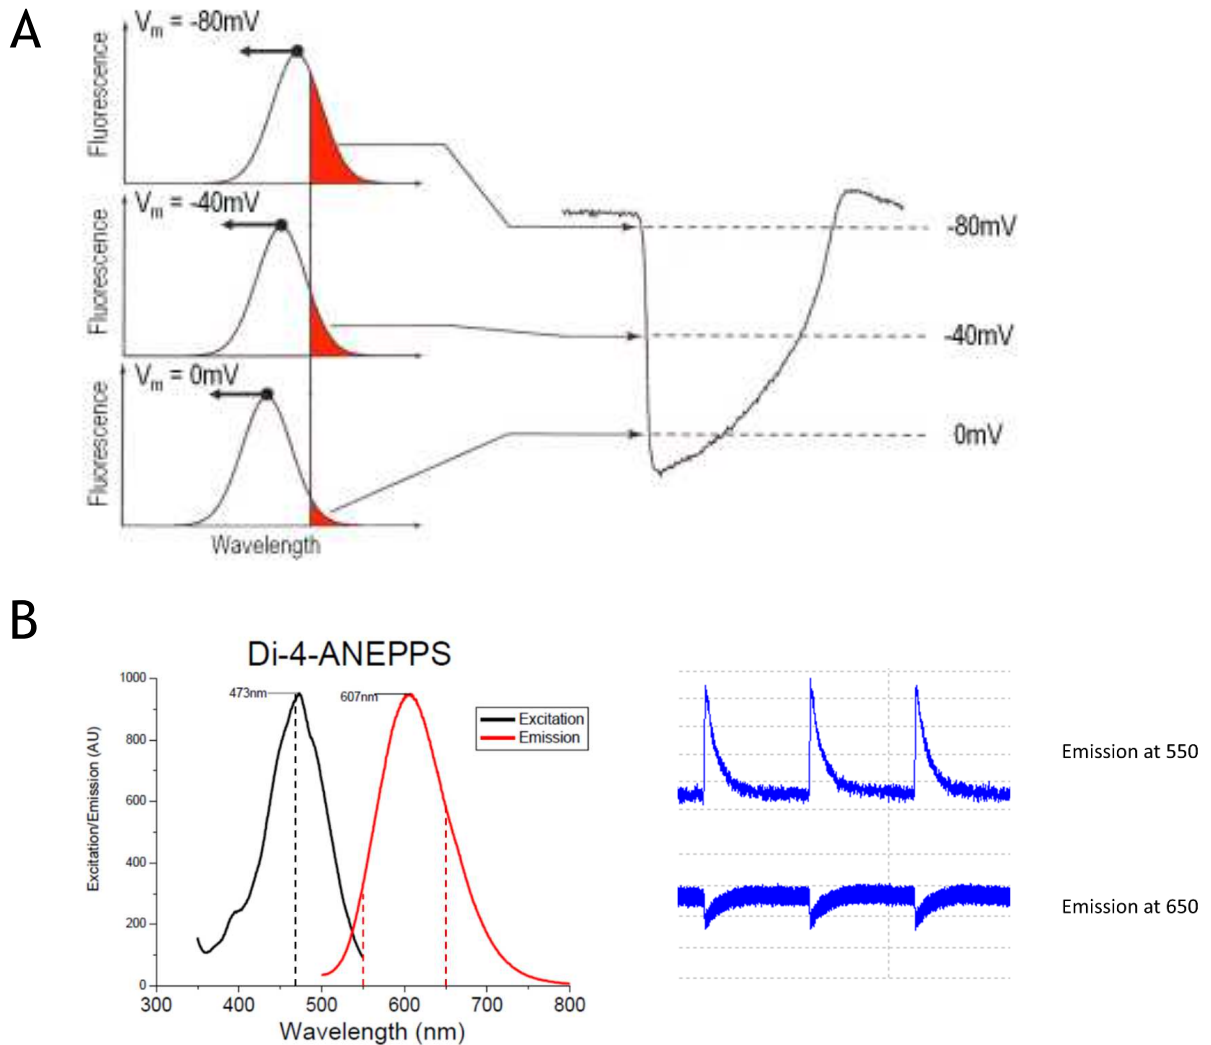 A
Vm = -80mV
Fluorescence
Vm = -40mV
Fluorescence
Vm = 0mV
Fluorescence
Wavelength
-80mV
-40mV
0mV
B
Di-4-ANEPPS
1000
800
600
400
200
0
Excitation/Emission (AU)
473nm
607nm
Excitation
Emission
300 400 500 600 700 800
Wavelength (nm)
Emission at 550
Emission at 650